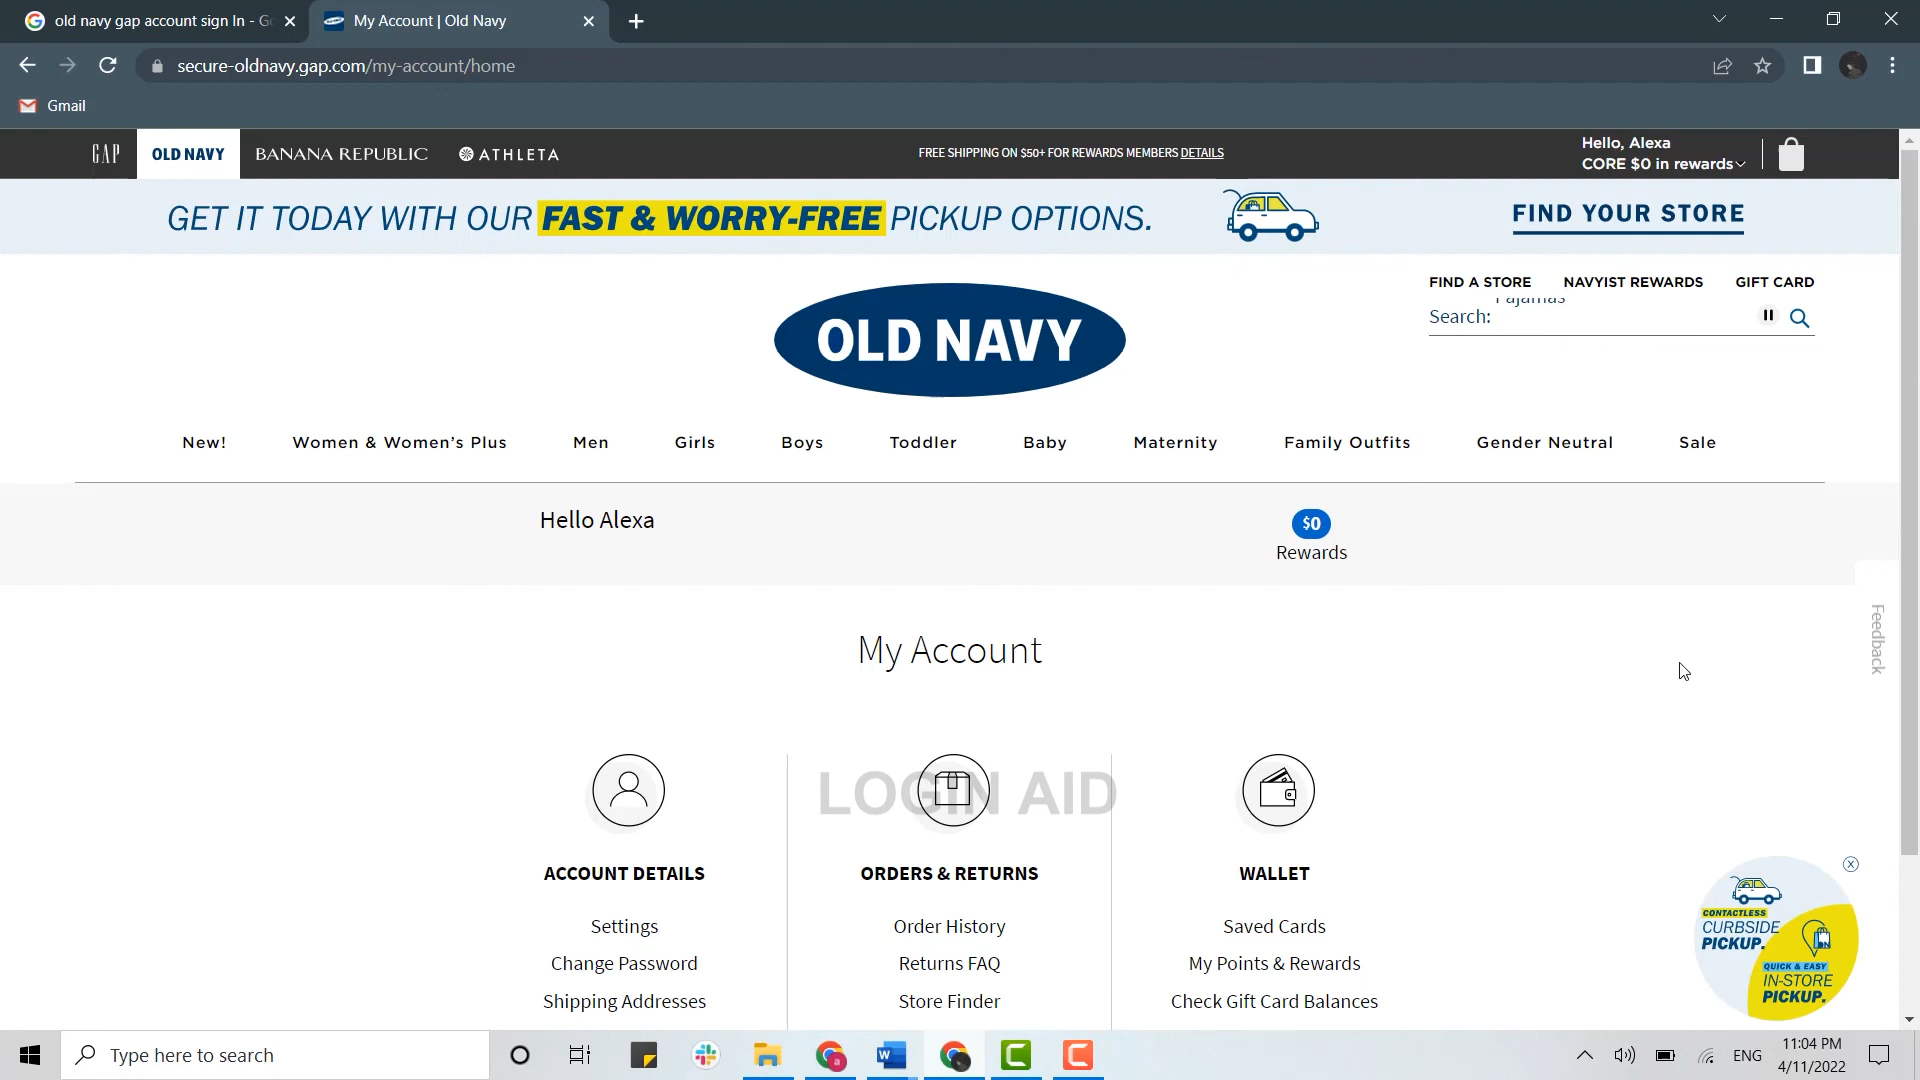 old navy gap account sign In - Go
My Account | Old Navy
secure-oldnavy.gap.com/my-account/home
Gmail
GAP
OLD NAVY
BANANA REPUBLIC
ATHLETA
FREE SHIPPING ON $50+ FOR REWARDS MEMBERS DETAILS
Hello, Alexa
CORE $0 in rewards
GET IT TODAY WITH OUR FAST & WORRY-FREE PICKUP OPTIONS.
FIND YOUR STORE
FIND A STORE
NAVYIST REWARDS
GIFT CARD
Pajamas
Search:
OLD NAVY
New!
Women & Women's Plus
Men
Girls
Boys
Toddler
Baby
Maternity
Family Outfits
Gender Neutral
Sale
Hello Alexa
$0
Rewards
Feedback
My Account
LOGIN AID
ACCOUNT DETAILS
ORDERS & RETURNS
WALLET
Settings
Order History
Saved Cards
Change Password
Returns FAQ
My Points & Rewards
Shipping Addresses
Store Finder
Check Gift Card Balances
CONTACTLESS
CURBSIDE
PICKUP.
QUICK & EASY
IN-STORE
PICKUP.
Type here to search
ENG
11:04 PM
4/11/2022